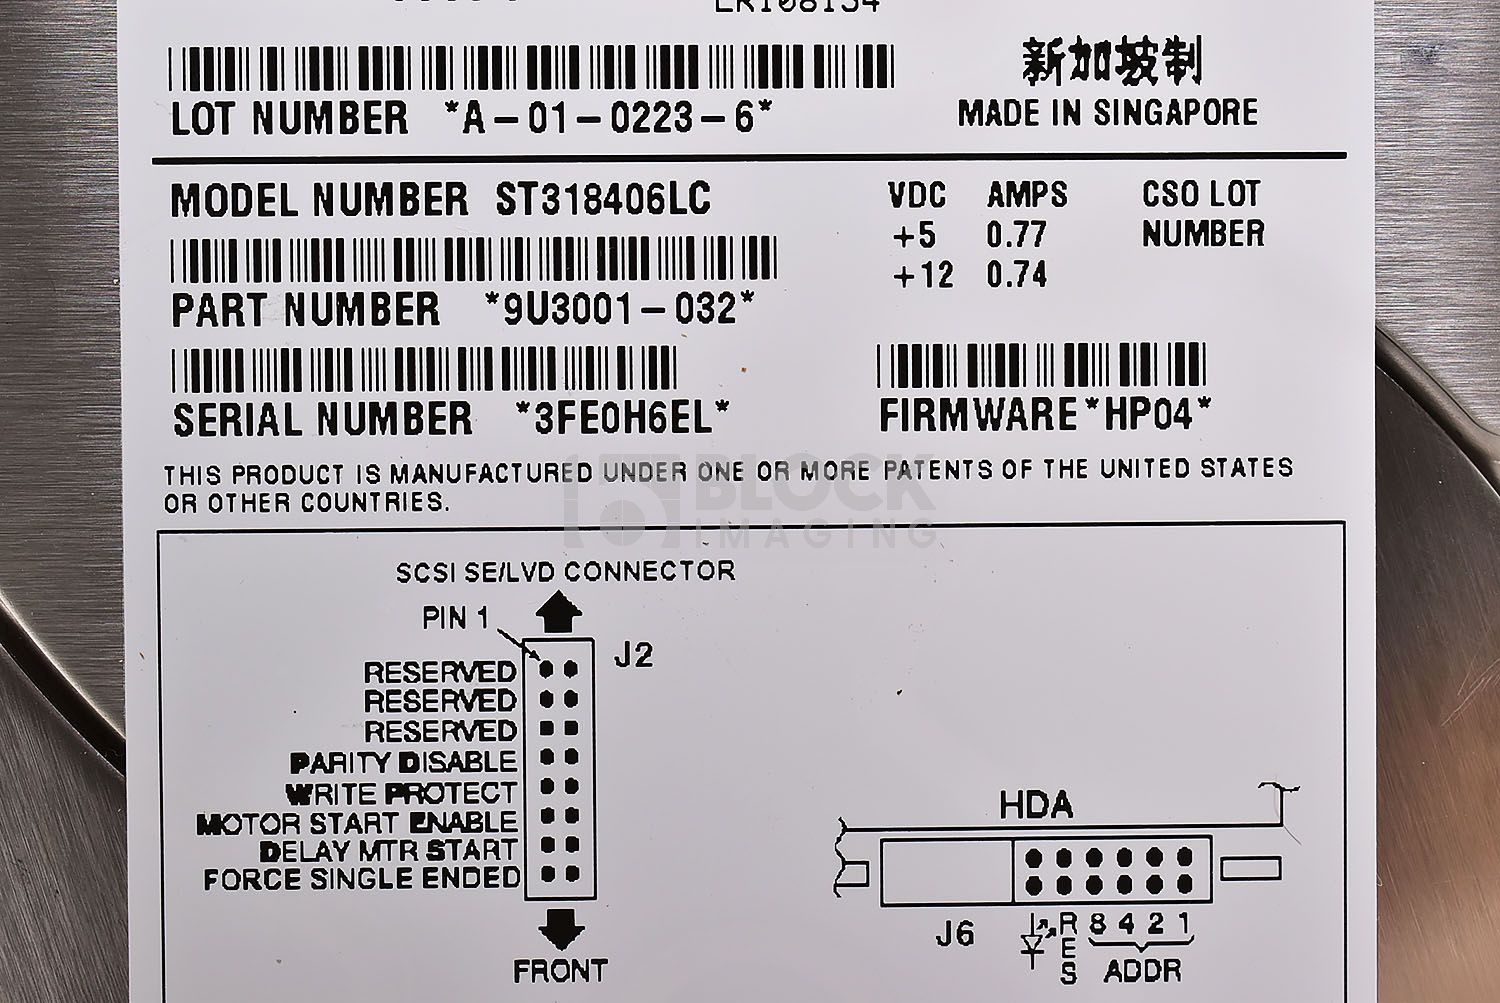 新加坡制
LOT NUMBER *A-01-0223-6*
MADE IN SINGAPORE
MODEL NUMBER ST318406LC
VDC AMPS
+5 0.77
+12 0.74
CSO LOT
NUMBER
PART NUMBER *9U3001-032*
SERIAL NUMBER *3FE0H6EL*
FIRMWARE *HP04*
THIS PRODUCT IS MANUFACTURED UNDER ONE OR MORE PATENTS OF THE UNITED STATES
OR OTHER COUNTRIES.
BLOCK
IMAGING
SCSI SE/LVD CONNECTOR
PIN 1
J2
RESERVED
RESERVED
RESERVED
PARITY DISABLE
WRITE PROTECT
MOTOR START ENABLE
DELAY MTR START
FORCE SINGLE ENDED
FRONT
HDA
J6
RES
8 4 2 1
ADDR